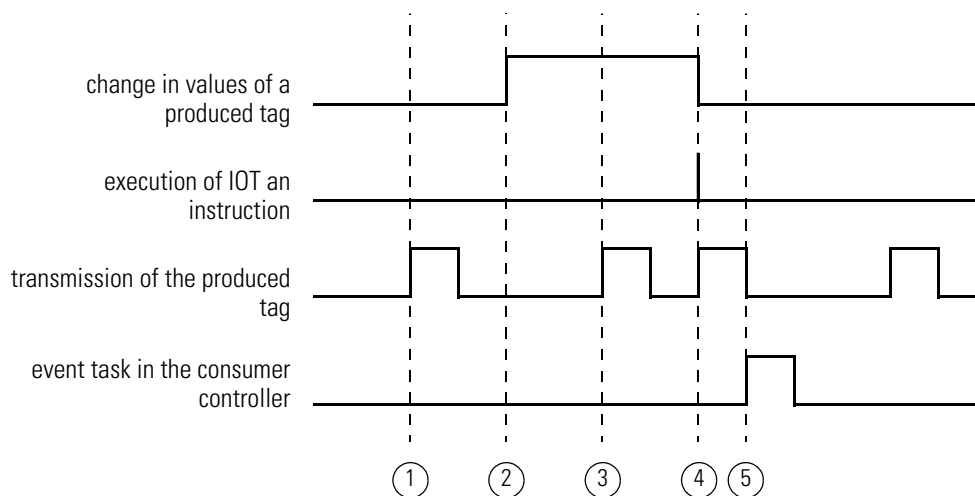 change in values of a
produced tag
execution of IOT an
instruction
transmission of the produced
tag
event task in the consumer
controller
1 2 3 4 5